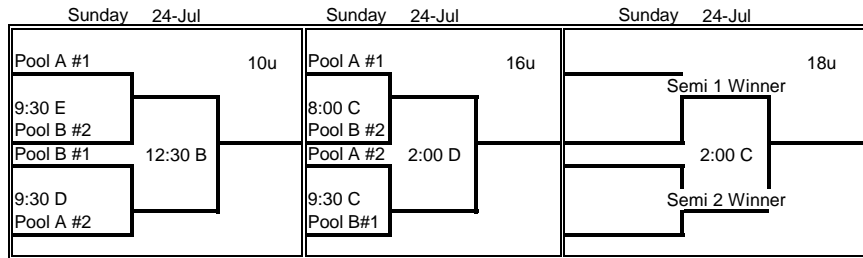 Sunday 24-Jul
Pool A #1
10u
9:30 E
Pool B #2
Pool B #1
12:30 B
9:30 D
Pool A #2
Sunday 24-Jul
Pool A #1
16u
8:00 C
Pool B #2
Pool A #2
2:00 D
9:30 C
Pool B#1
Sunday 24-Jul
18u
Semi 1 Winner
2:00 C
Semi 2 Winner